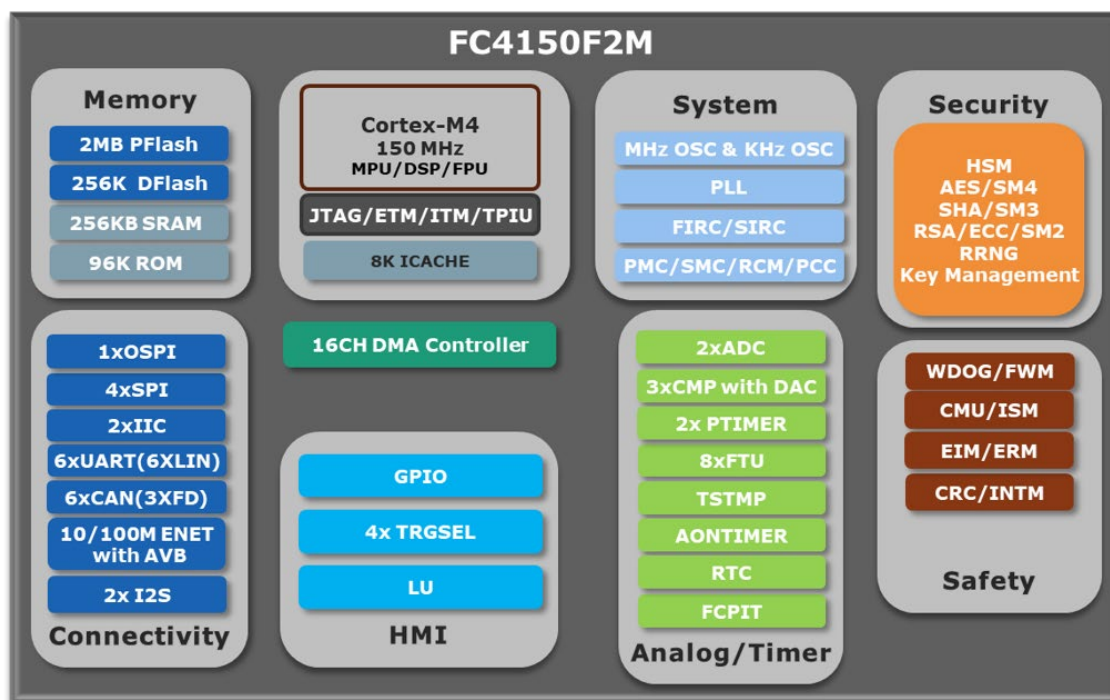 FC4150F2M
Memory
2MB PFlash
256K DFlash
256KB SRAM
96K ROM
Cortex-M4
150 MHz
MPU/DSP/FPU
JTAG/ETM/ITM/TPIU
8K ICACHE
System
MHz OSC & KHz OSC
PLL
FIRC/SIRC
PMC/SMC/RCM/PCC
Security
HSM
AES/SM4
SHA/SM3
RSA/ECC/SM2
RRNG
Key Management
1xOSPI
4xSPI
2xIIC
6xUART(6XLIN)
6xCAN(3XFD)
10/100M ENET
with AVB
2x I2S
Connectivity
16CH DMA Controller
GPIO
4x TRGSEL
LU
HMI
2xADC
3xCMP with DAC
2x PTIMER
8xFTU
TSTMP
AONTIMER
RTC
FCPIT
Analog/Timer
WDOG/FWM
CMU/ISM
EIM/ERM
CRC/INTM
Safety